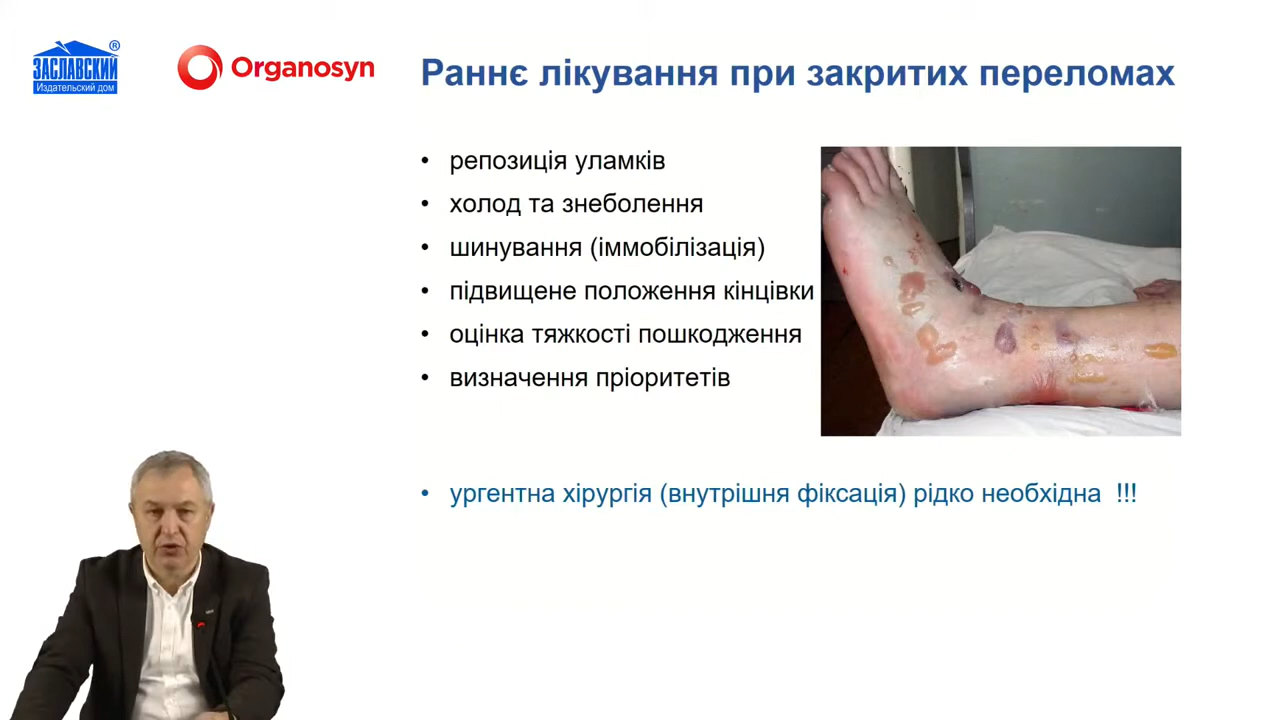 ЗАСЛАВСКИЙ
®
Издательский дом
Organosyn
Раннє лікування при закритих переломах
• репозиція уламків
• холод та знеболення
• шинування (іммобілізація)
• підвищене положення кінцівки
• оцінка тяжкості пошкодження
• визначення пріоритетів
• ургентна хірургія (внутрішня фіксація) рідко необхідна !!!